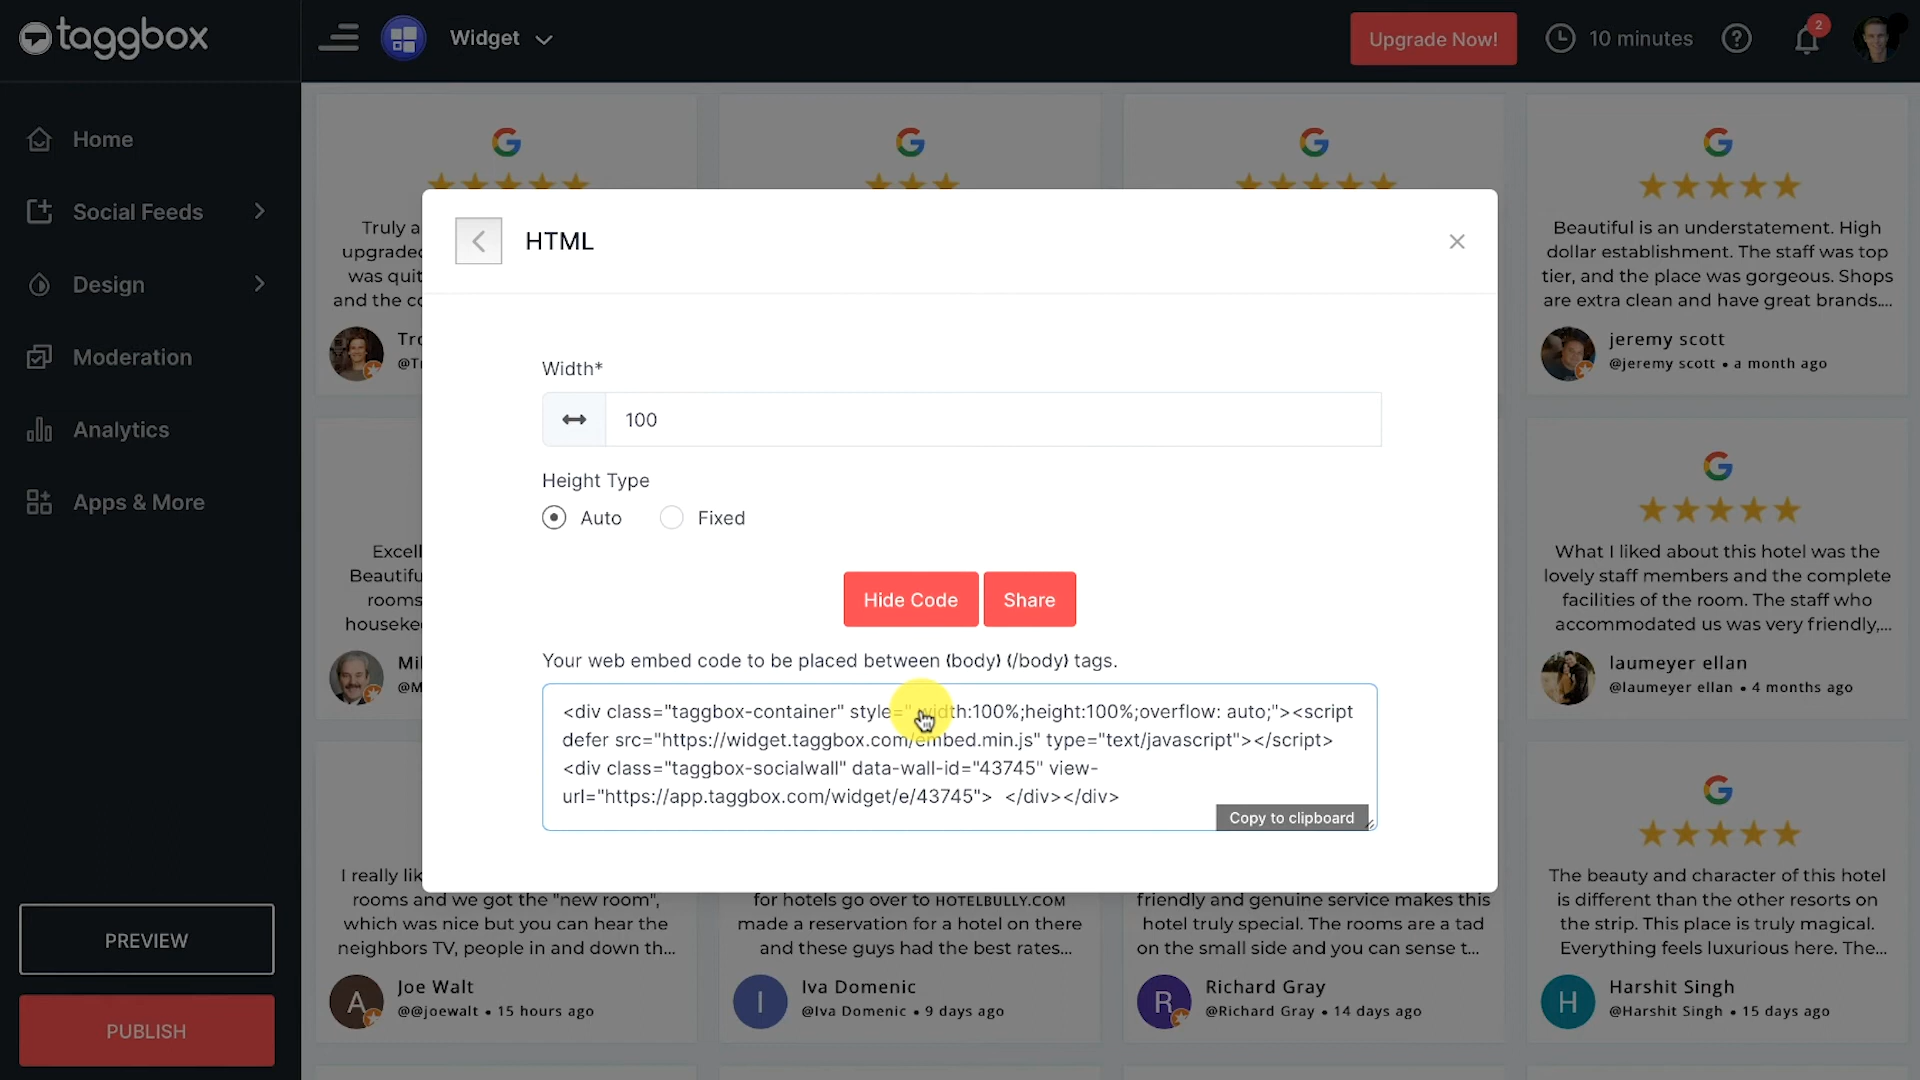 taggbox
Widget
Upgrade Now!
10 minutes
2
Home
Social Feeds
Design
Moderation
Analytics
Apps & More
PREVIEW
PUBLISH
Truly a
upgraded
was quit
and the co
Tro
@Tr
Beautiful is an understatement. High
dollar establishment. The staff was top
tier, and the place was gorgeous. Shops
are extra clean and have great brands....
jeremy scott
@jeremy scott • a month ago
HTML
Width*
100
Height Type
Auto
Fixed
Hide Code
Share
Your web embed code to be placed between (body) (/body) tags.
<div class="taggbox-container" style=" width:100%;height:100%;overflow: auto;"><script
defer src="https://widget.taggbox.com/embed.min.js" type="text/javascript"></script>
<div class="taggbox-socialwall" data-wall-id="43745" view-
url="https://app.taggbox.com/widget/e/43745">  </div></div>
Copy to clipboard
Excell
Beautifu
rooms
houseke
Mil
@M
What I liked about this hotel was the
lovely staff members and the complete
facilities of the room. The staff who
accommodated us was very friendly,...
laumeyer ellan
@laumeyer ellan • 4 months ago
I really lik
rooms and we got the "new room",
which was nice but you can hear the
neighbors TV, people in and down th...
A
Joe Walt
@@joewalt • 15 hours ago
for hotels go over to HOTELBULLY.COM
made a reservation for a hotel on there
and these guys had the best rates...
I
Iva Domenic
@Iva Domenic • 9 days ago
friendly and genuine service makes this
hotel truly special. The rooms are a tad
on the small side and you can sense t...
R
Richard Gray
@Richard Gray • 14 days ago
The beauty and character of this hotel
is different than the other resorts on
the strip. This place is truly magical.
Everything feels luxurious here. The...
H
Harshit Singh
@Harshit Singh • 15 days ago